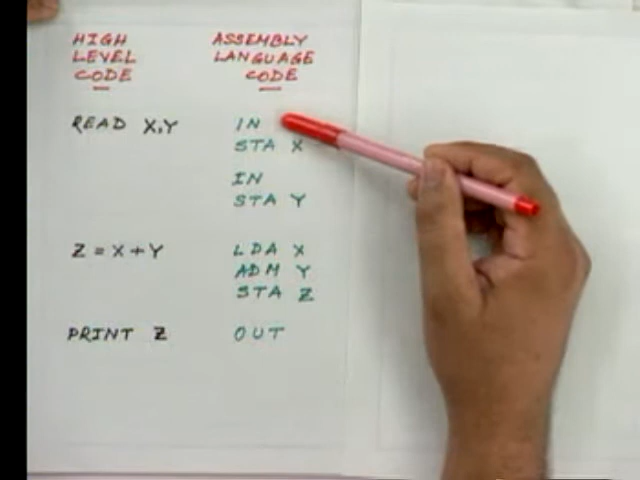 HIGH LEVEL CODE
ASSEMBLY LANGUAGE CODE
READ X,Y
IN
STA X
IN
STA Y
Z = X + Y
LDA X
ADM Y
STA Z
PRINT Z
OUT